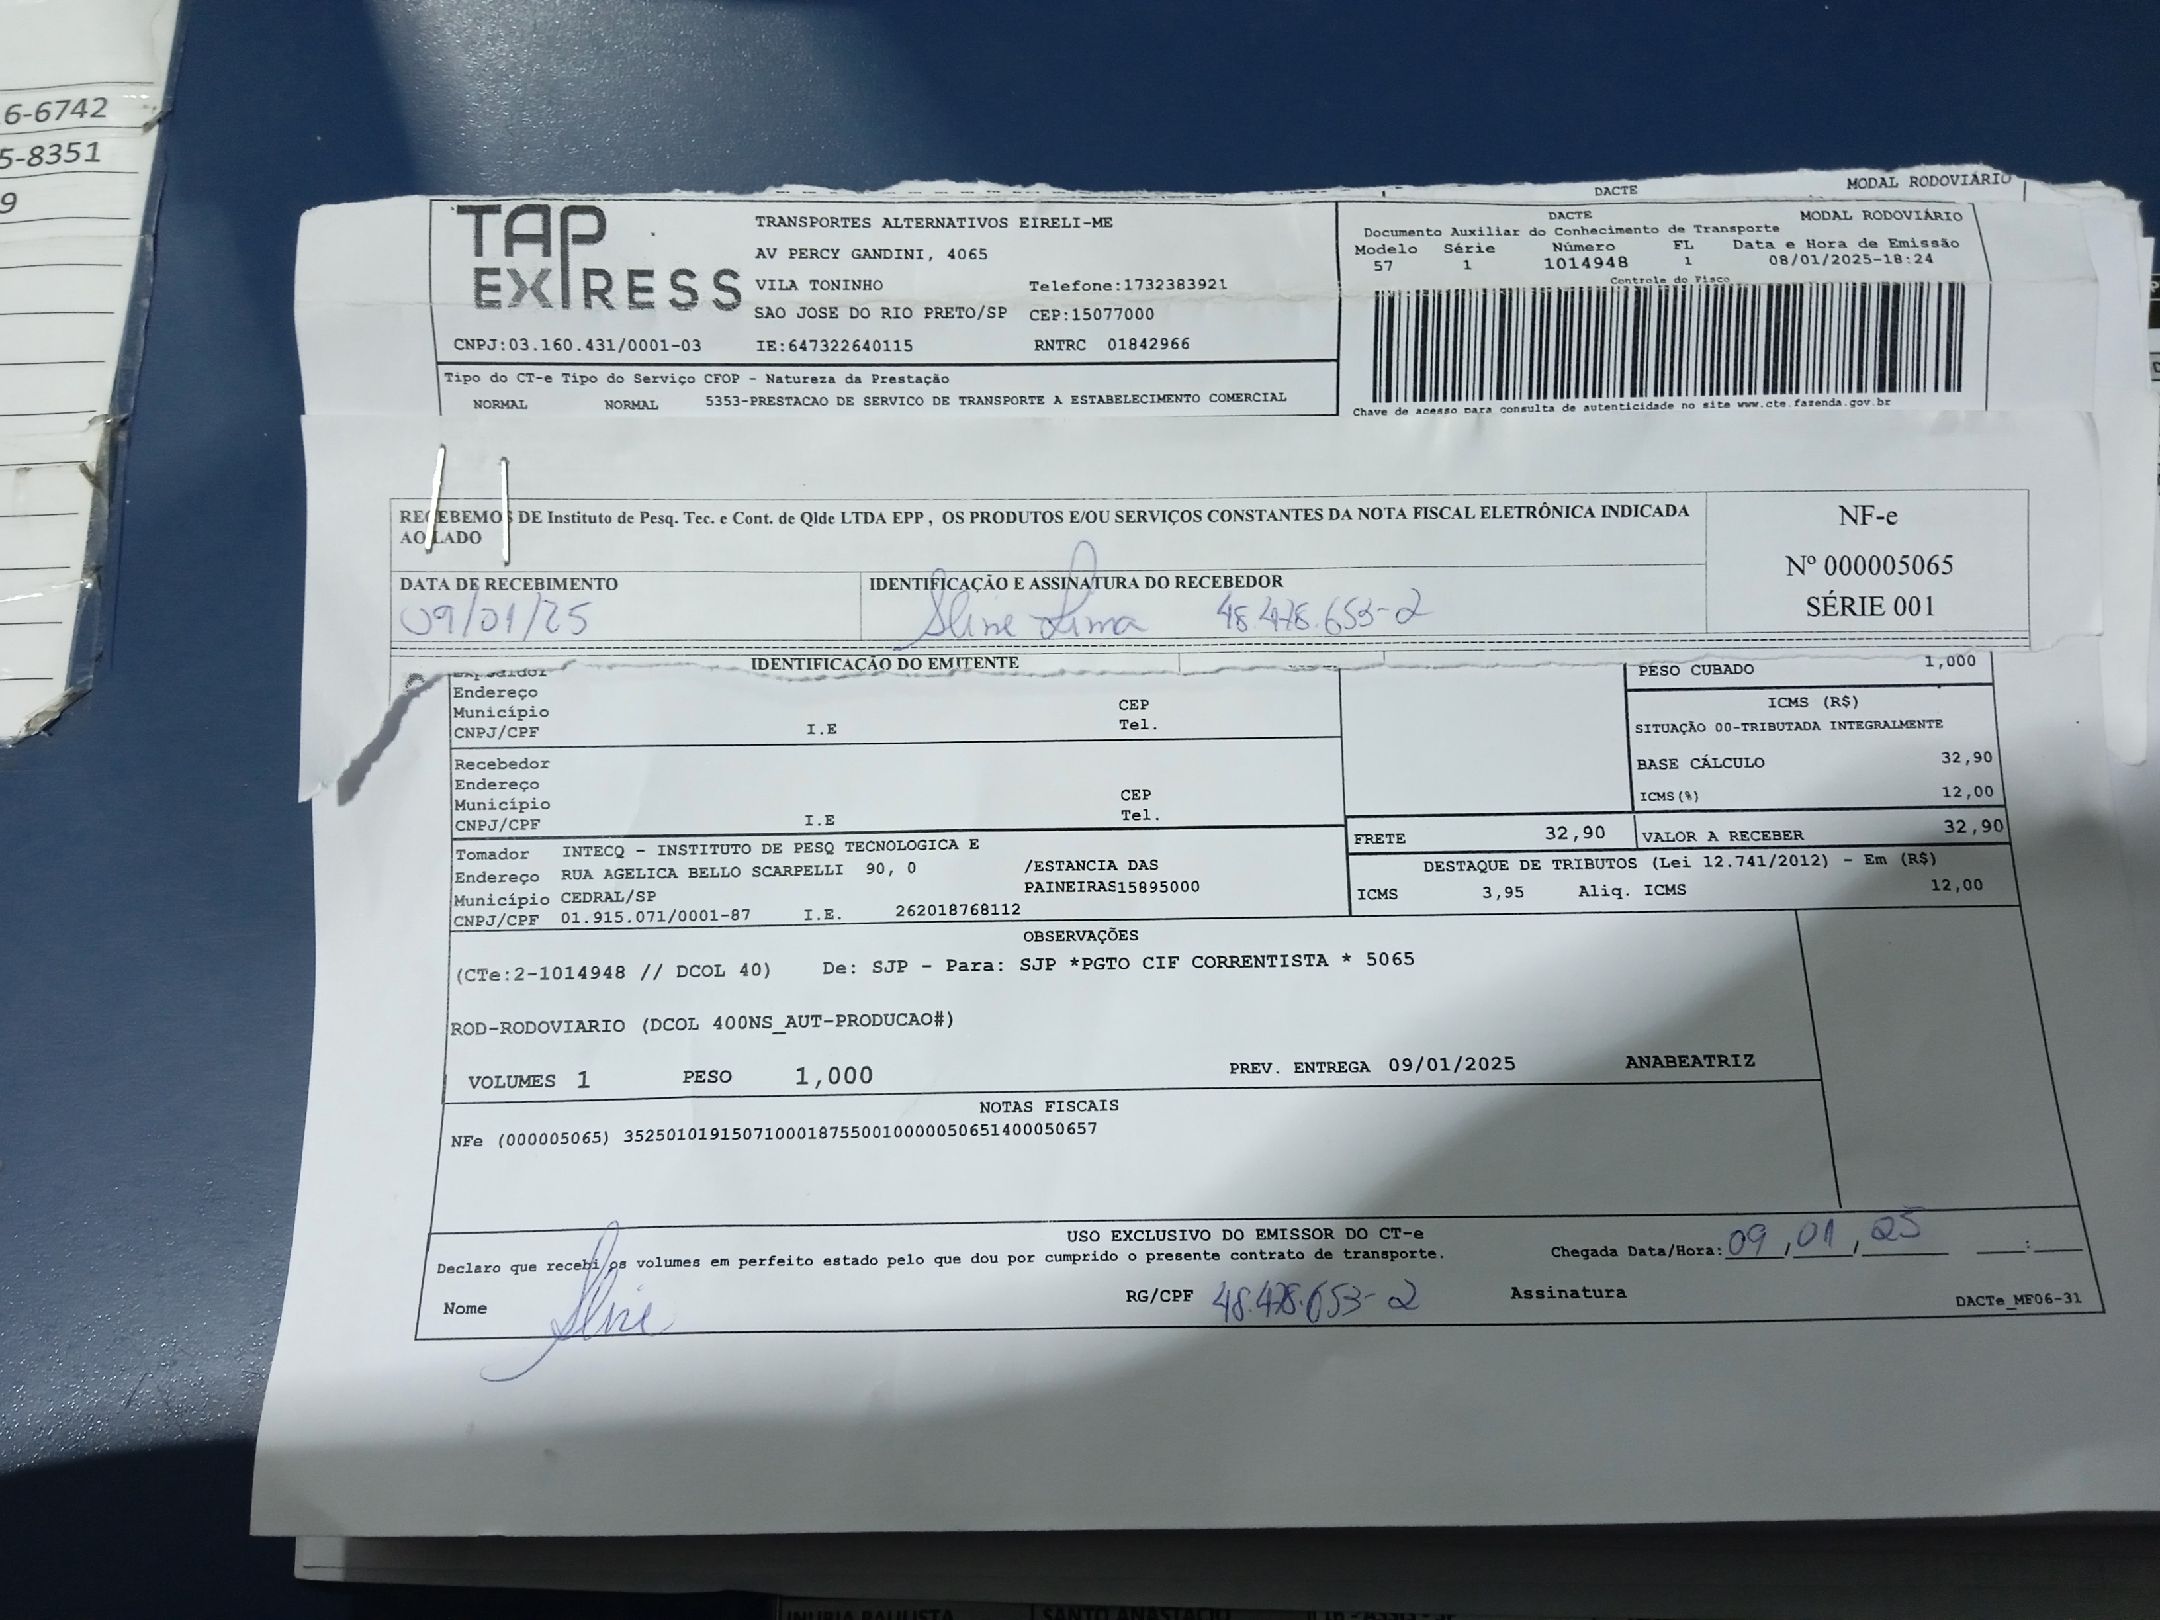 6-6742
5-8351
9
DACTE MODAL RODOVIÁRIO
TAP EXPRESS
TRANSPORTES ALTERNATIVOS EIRELI-ME
AV PERCY GANDINI, 4065
VILA TONINHO Telefone:1732383921
SAO JOSE DO RIO PRETO/SP CEP:15077000
CNPJ:03.160.431/0001-03 IE:647322640115 RNTRC 01842966
DACTE MODAL RODOVIÁRIO
Documento Auxiliar do Conhecimento de Transporte
Modelo Série Número FL Data e Hora de Emissão
57 1 1014948 1 08/01/2025-18:24
Controle do Fisco
Tipo do CT-e Tipo do Serviço CFOP - Natureza da Prestação
NORMAL NORMAL 5353-PRESTACAO DE SERVICO DE TRANSPORTE A ESTABELECIMENTO COMERCIAL
Chave de acesso para consulta de autenticidade no site www.cte.fazenda.gov.br
RECEBEMOS DE Instituto de Pesq. Tec. e Cont. de Qlde LTDA EPP , OS PRODUTOS E/OU SERVIÇOS CONSTANTES DA NOTA FISCAL ELETRÔNICA INDICADA
AO LADO
NF-e
Nº 000005065
SÉRIE 001
DATA DE RECEBIMENTO IDENTIFICAÇÃO E ASSINATURA DO RECEBEDOR
09/01/25 Aline Lima 48.478.653-2
IDENTIFICAÇÃO DO EMITENTE
Expedidor
Endereço
Município CEP
CNPJ/CPF I.E Tel.
PESO CUBADO 1,000
ICMS (R$)
SITUAÇÃO 00-TRIBUTADA INTEGRALMENTE
BASE CÁLCULO 32,90
ICMS(%) 12,00
Recebedor
Endereço
Município CEP
CNPJ/CPF I.E Tel.
FRETE 32,90 VALOR A RECEBER 32,90
DESTAQUE DE TRIBUTOS (Lei 12.741/2012) - Em (R$)
ICMS 3,95 Aliq. ICMS 12,00
Tomador INTECQ - INSTITUTO DE PESQ TECNOLOGICA E
Endereço RUA AGELICA BELLO SCARPELLI 90, 0 /ESTANCIA DAS
Município CEDRAL/SP PAINEIRAS15895000
CNPJ/CPF 01.915.071/0001-87 I.E. 262018768112
OBSERVAÇÕES
(CTe:2-1014948 // DCOL 40) De: SJP - Para: SJP *PGTO CIF CORRENTISTA * 5065
ROD-RODOVIARIO (DCOL 400NS_AUT-PRODUCAO#)
VOLUMES 1 PESO 1,000 PREV. ENTREGA 09/01/2025 ANABEATRIZ
NOTAS FISCAIS
NFe (000005065) 35250101915071000187550010000050651400050657
USO EXCLUSIVO DO EMISSOR DO CT-e
Declaro que recebi os volumes em perfeito estado pelo que dou por cumprido o presente contrato de transporte. Chegada Data/Hora: 09,01,25 :
Nome Aline RG/CPF 48.478.653-2 Assinatura
DACTe_MF06-31
SANTO ANASTACIO